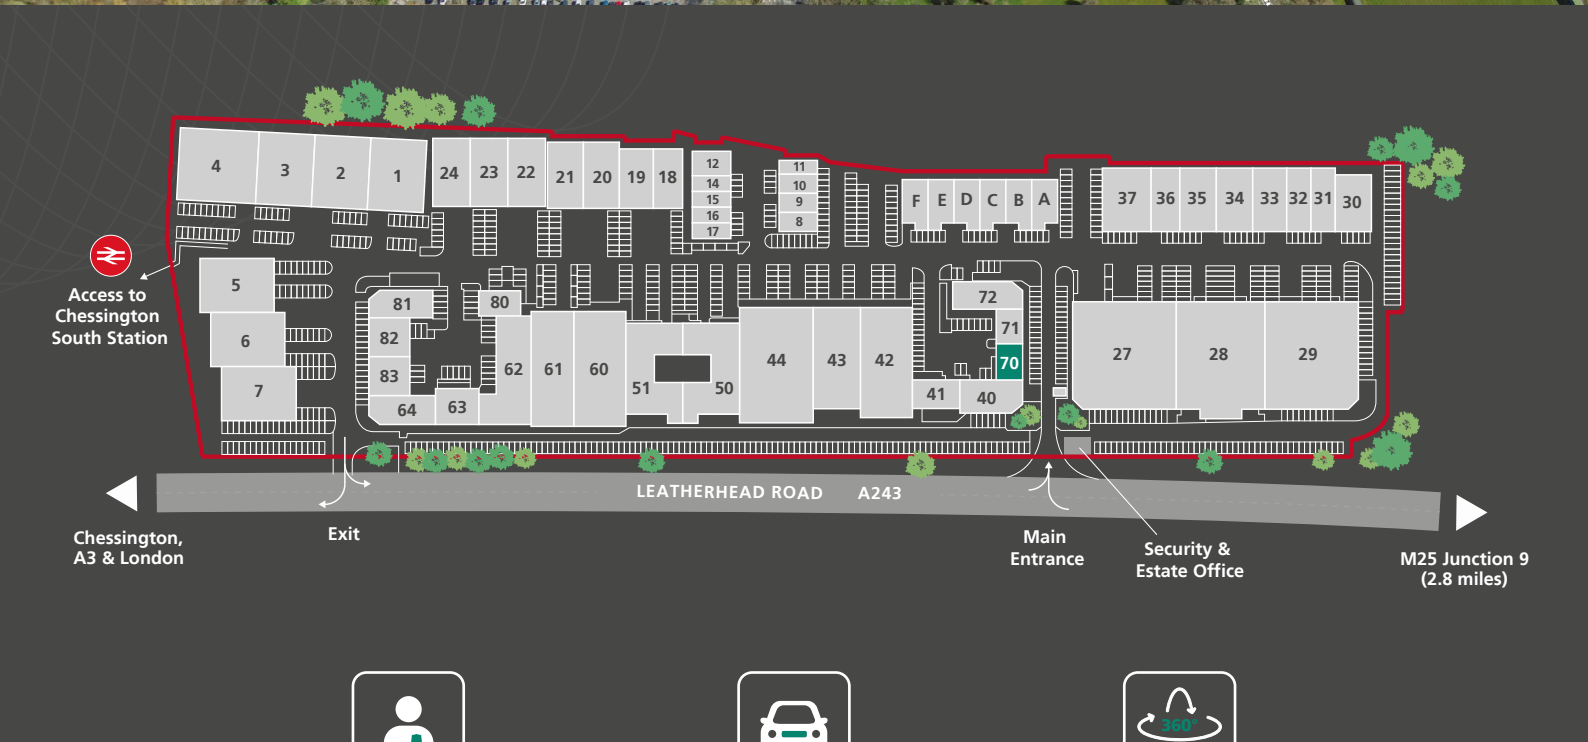 4
3
2
1
24
23
22
21
20
19
18
12
14
15
16
17
11
10
9
8
F
E
D
C
B
A
37
36
35
34
33
32
31
30
Access to
Chessington
South Station
5
6
7
81
82
83
64
63
80
62
61
60
51
50
44
43
42
41
40
72
71
70
27
28
29
LEATHERHEAD ROAD A243
Chessington,
A3 & London
Exit
Main
Entrance
Security &
Estate Office
M25 Junction 9
(2.8 miles)
360°